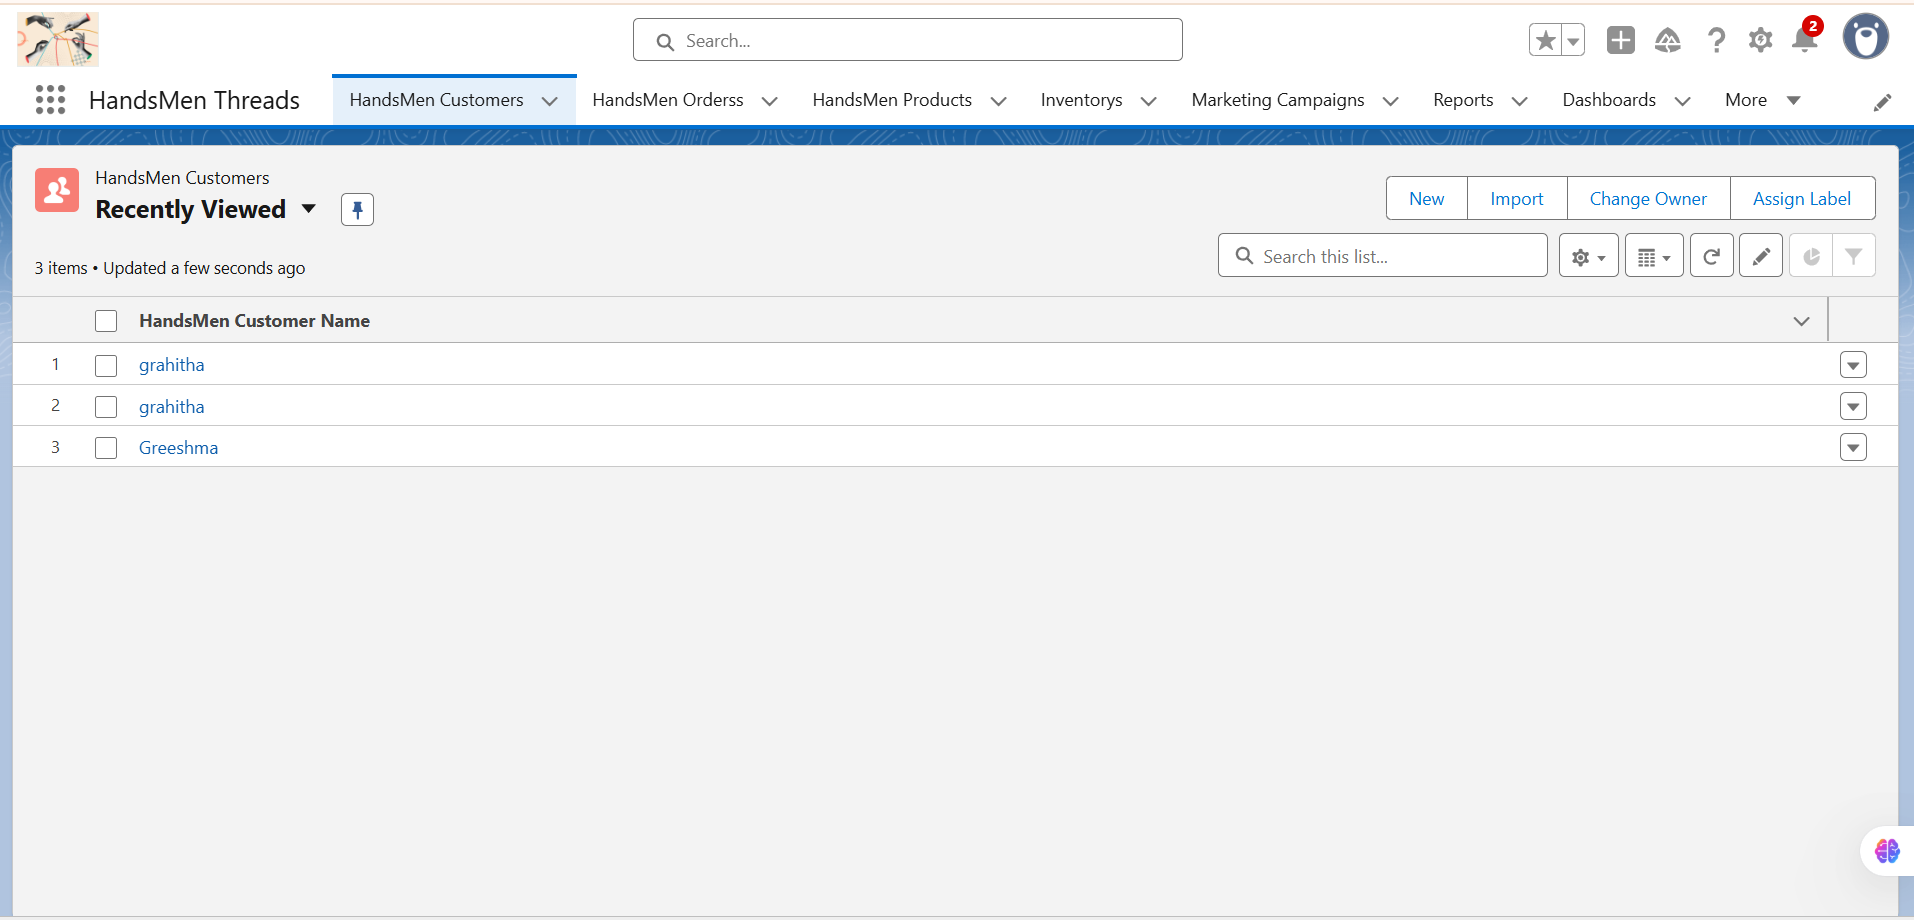 Search...
2
HandsMen Threads
HandsMen Customers
HandsMen Orderss
HandsMen Products
Inventorys
Marketing Campaigns
Reports
Dashboards
More
HandsMen Customers
Recently Viewed
New
Import
Change Owner
Assign Label
3 items • Updated a few seconds ago
Search this list...
HandsMen Customer Name
1 grahitha
2 grahitha
3 Greeshma